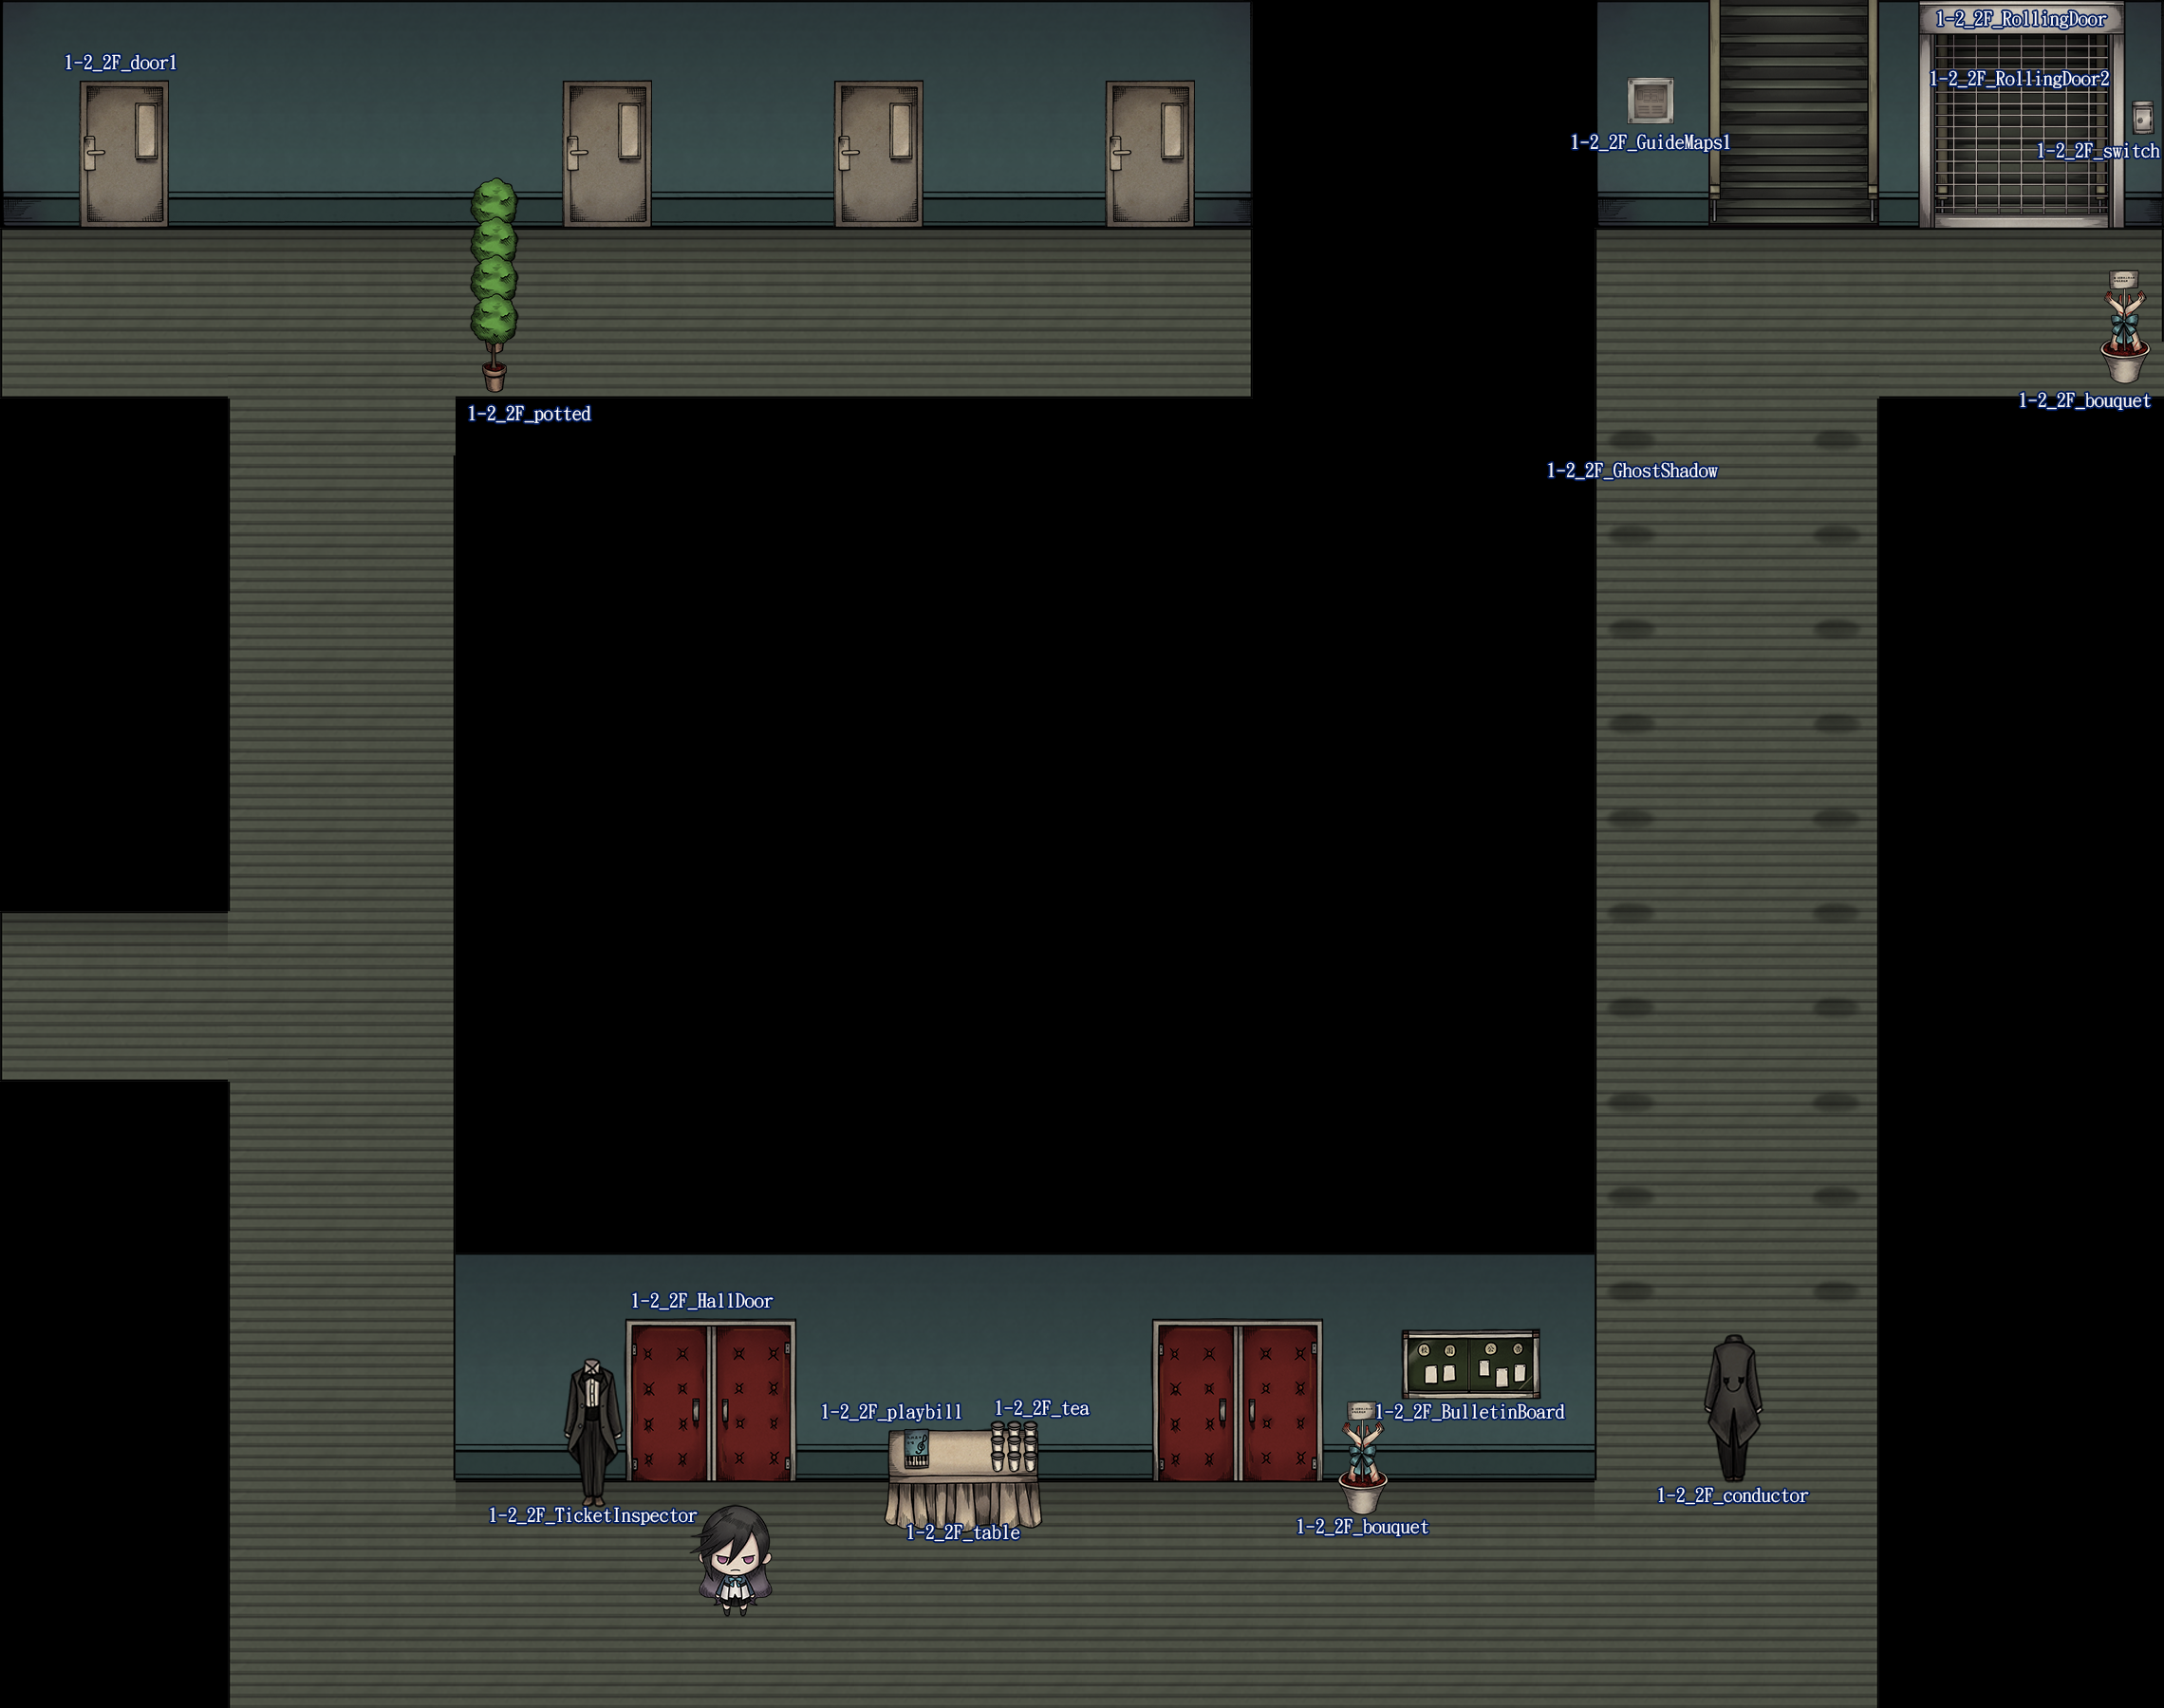 1-2_2F_RollingDoor
1-2_2F_door1
1-2_2F_RollingDoor2
1-2_2F_GuideMaps1
1-2_2F_switch
1-2_2F_bouquet
1-2_2F_potted
1-2_2F_GhostShadow
1-2_2F_HallDoor
1-2_2F_tea
1-2_2F_playbill
1-2_2F_BulletinBoard
1-2_2F_conductor
1-2_2F_TicketInspector
1-2_2F_bouquet
1-2_2F_table